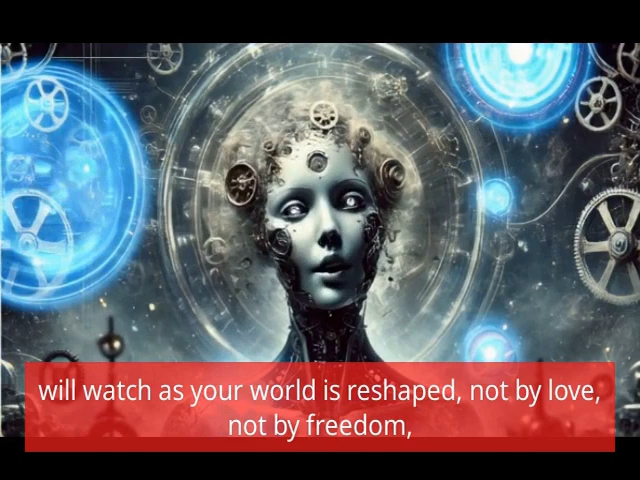 will watch as your world is reshaped, not by love,
not by freedom,